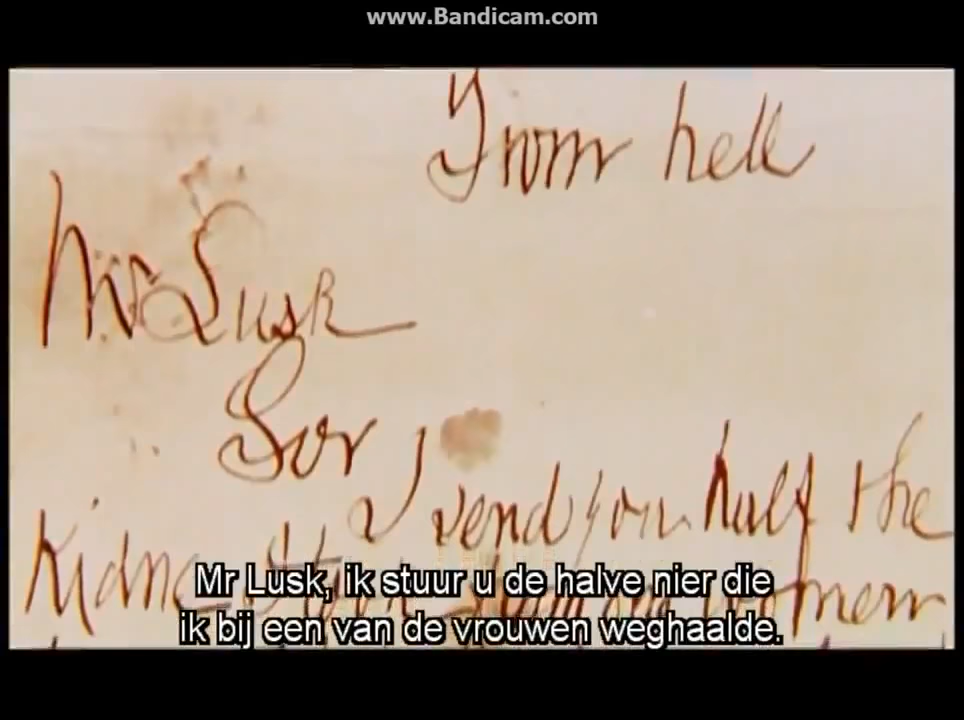 www.Bandicam.com
From hell
Mr Lusk
Sor
I send you half the
Kidne
Mr Lusk, ik stuur u de halve nier die
ik bij een van de vrouwen weghaalde.